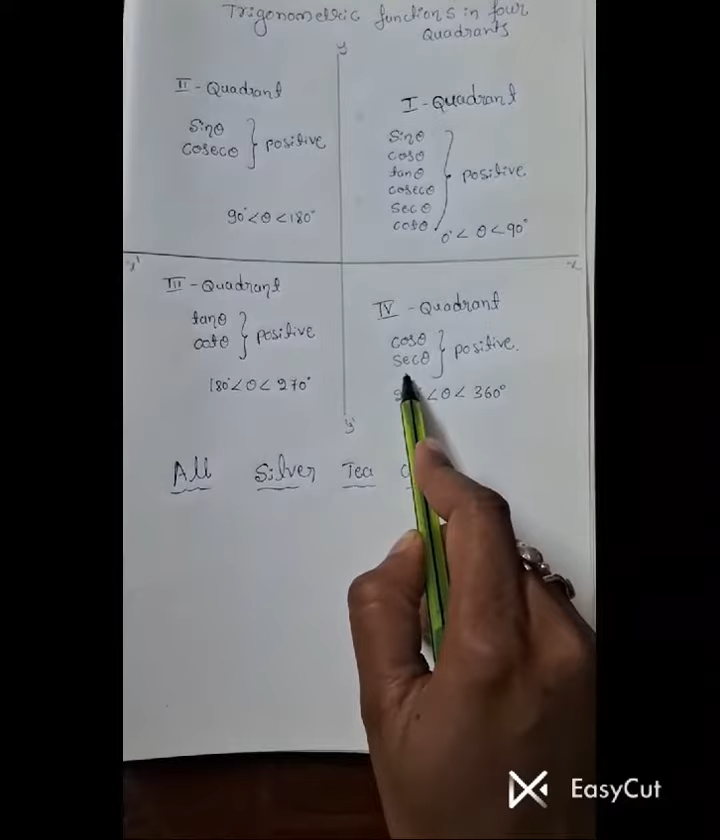 Trigonometric functions in four
Quadrants
y
II - Quadrant
sinθ
cosecθ
} positive
90° < θ < 180°
I - Quadrant
sinθ
cosθ
tanθ
cosecθ
secθ
cotθ
} positive
0° < θ < 90°
x'
x
III - Quadrant
tanθ
cotθ
} positive
180° < θ < 270°
IV - Quadrant
cosθ
secθ
} positive.
< θ < 360°
y'
All Silver Tea
EasyCut